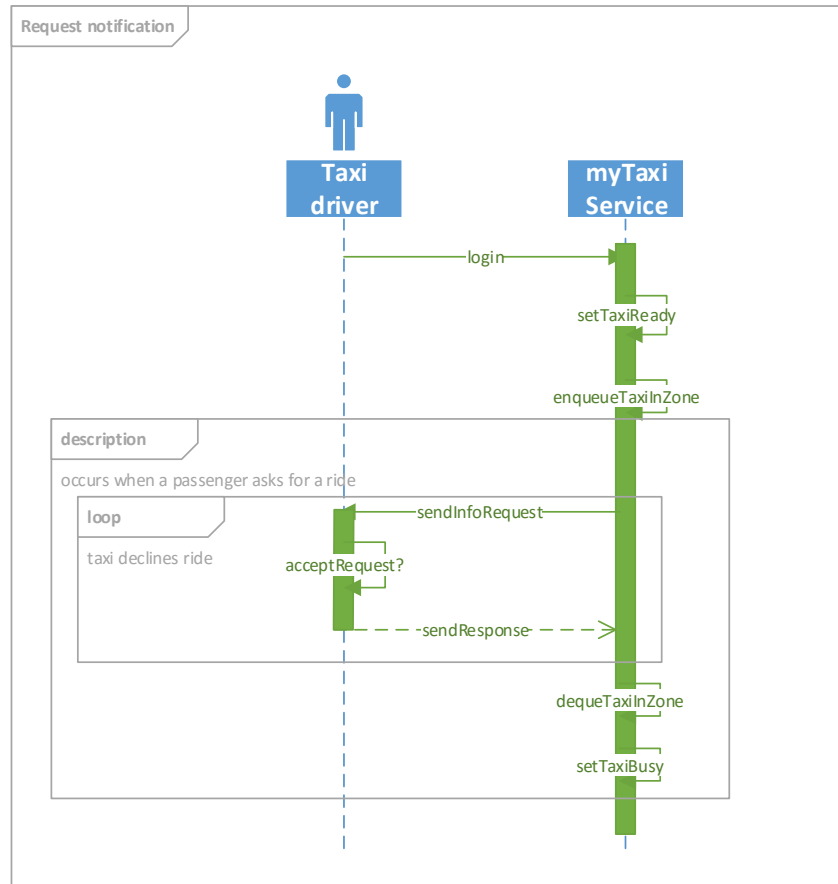 Request notification
Taxi
driver
myTaxi
Service
login
setTaxiReady
enqueueTaxiInZone
description
occurs when a passenger asks for a ride
loop
sendInfoRequest
taxi declines ride
acceptRequest?
sendResponse
dequeTaxiInZone
setTaxiBusy